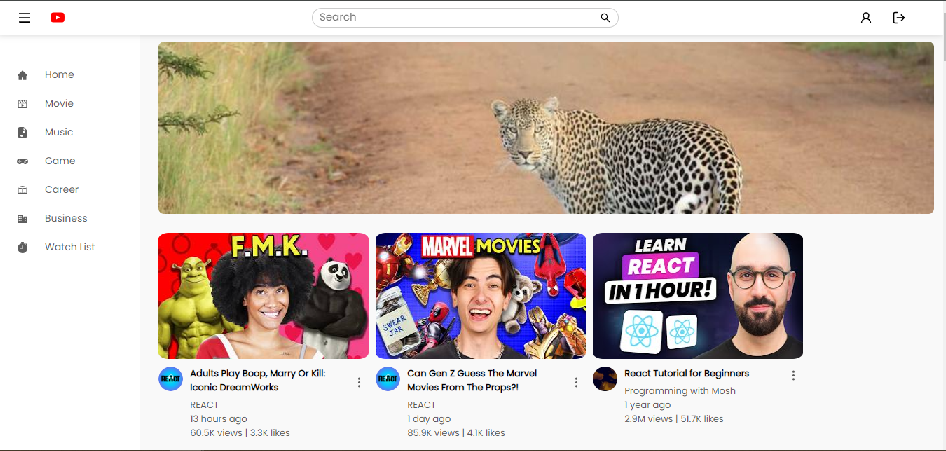 Search
Home
Movie
Music
Game
Career
Business
Watch List
F.M.K.
MARVEL MOVIES
SWEAR
JAR
LEARN
REACT
IN 1 HOUR!
REACT
Adults Play Boop, Marry Or Kill:
Iconic DreamWorks
REACT
13 hours ago
60.5K views | 3.3K likes
REACT
Can Gen Z Guess The Marvel
Movies From The Props?!
REACT
1 day ago
85.9K views | 4.1K likes
React Tutorial for Beginners
Programming with Mosh
1 year ago
2.9M views | 51.7K likes